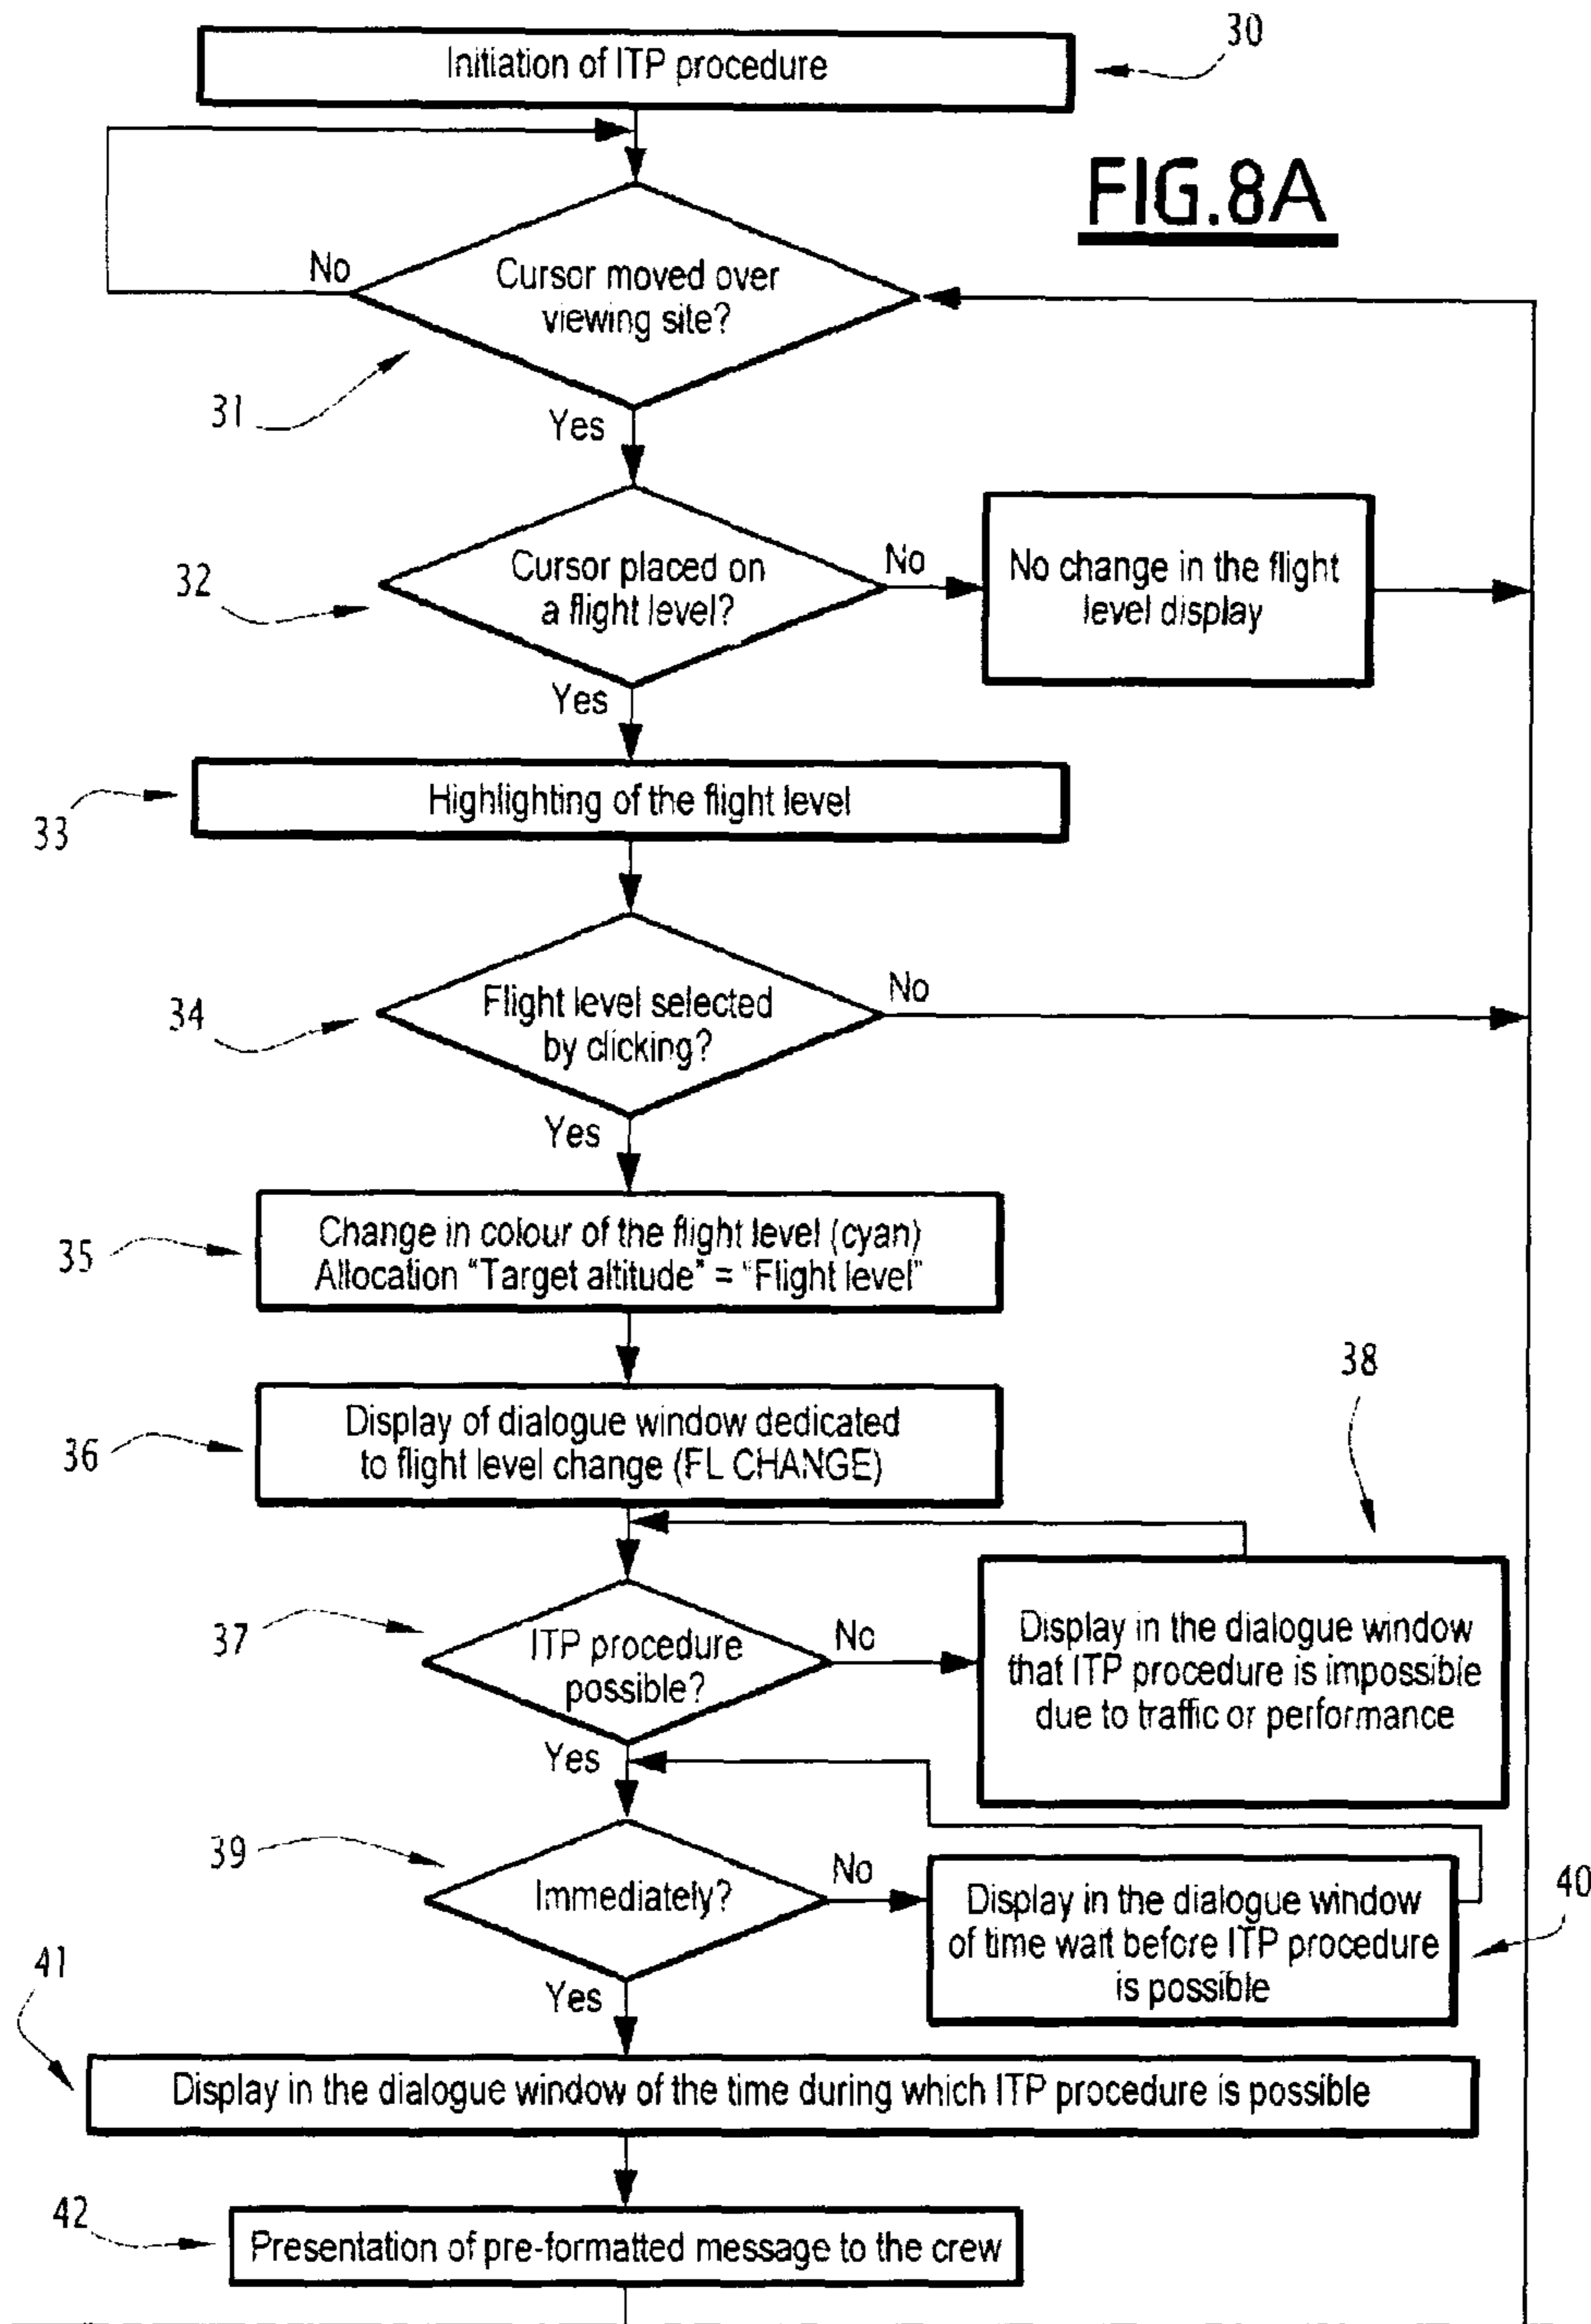 30
Initiation of ITP procedure
FIG.8A
No
Cursor moved over
viewing site?
31
Yes
32
Cursor placed on
a flight level?
No
No change in the flight
level display
Yes
33
Highlighting of the flight level
34
Flight level selected
by clicking?
No
Yes
35
Change in colour of the flight level (cyan)
Allocation "Target altitude" = "Flight level"
38
36
Display of dialogue window dedicated
to flight level change (FL CHANGE)
37
ITP procedure
possible?
No
Display in the dialogue window
that ITP procedure is impossible
due to traffic or performance
Yes
39
Immediately?
No
Display in the dialogue window
of time wait before ITP procedure
is possible
40
41
Yes
Display in the dialogue window of the time during which ITP procedure is possible
42
Presentation of pre-formatted message to the crew